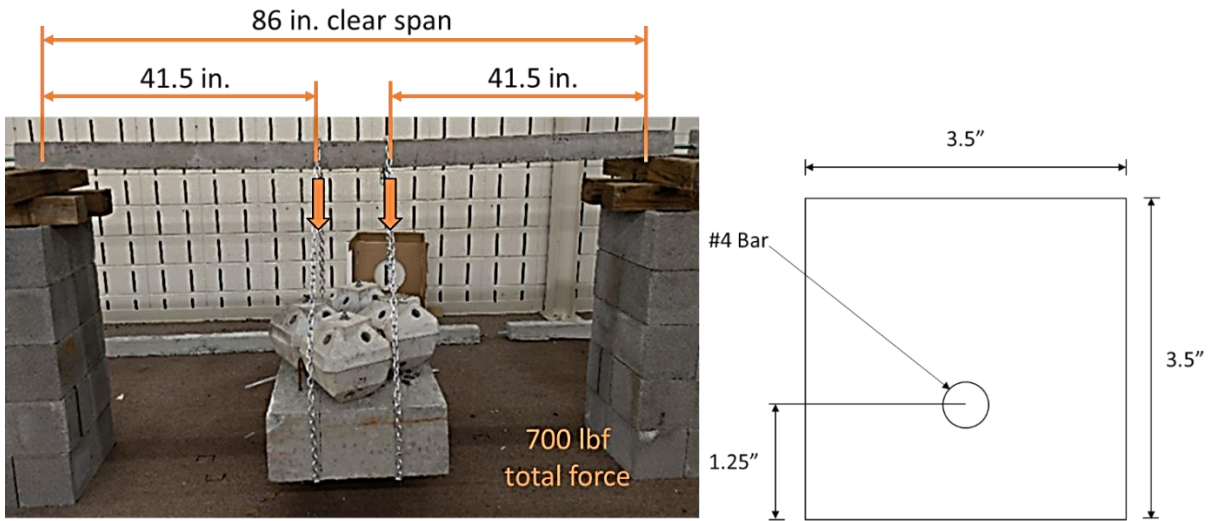 86 in. clear span
41.5 in.
41.5 in.
700 lbf
total force
3.5”
#4 Bar
3.5”
1.25”